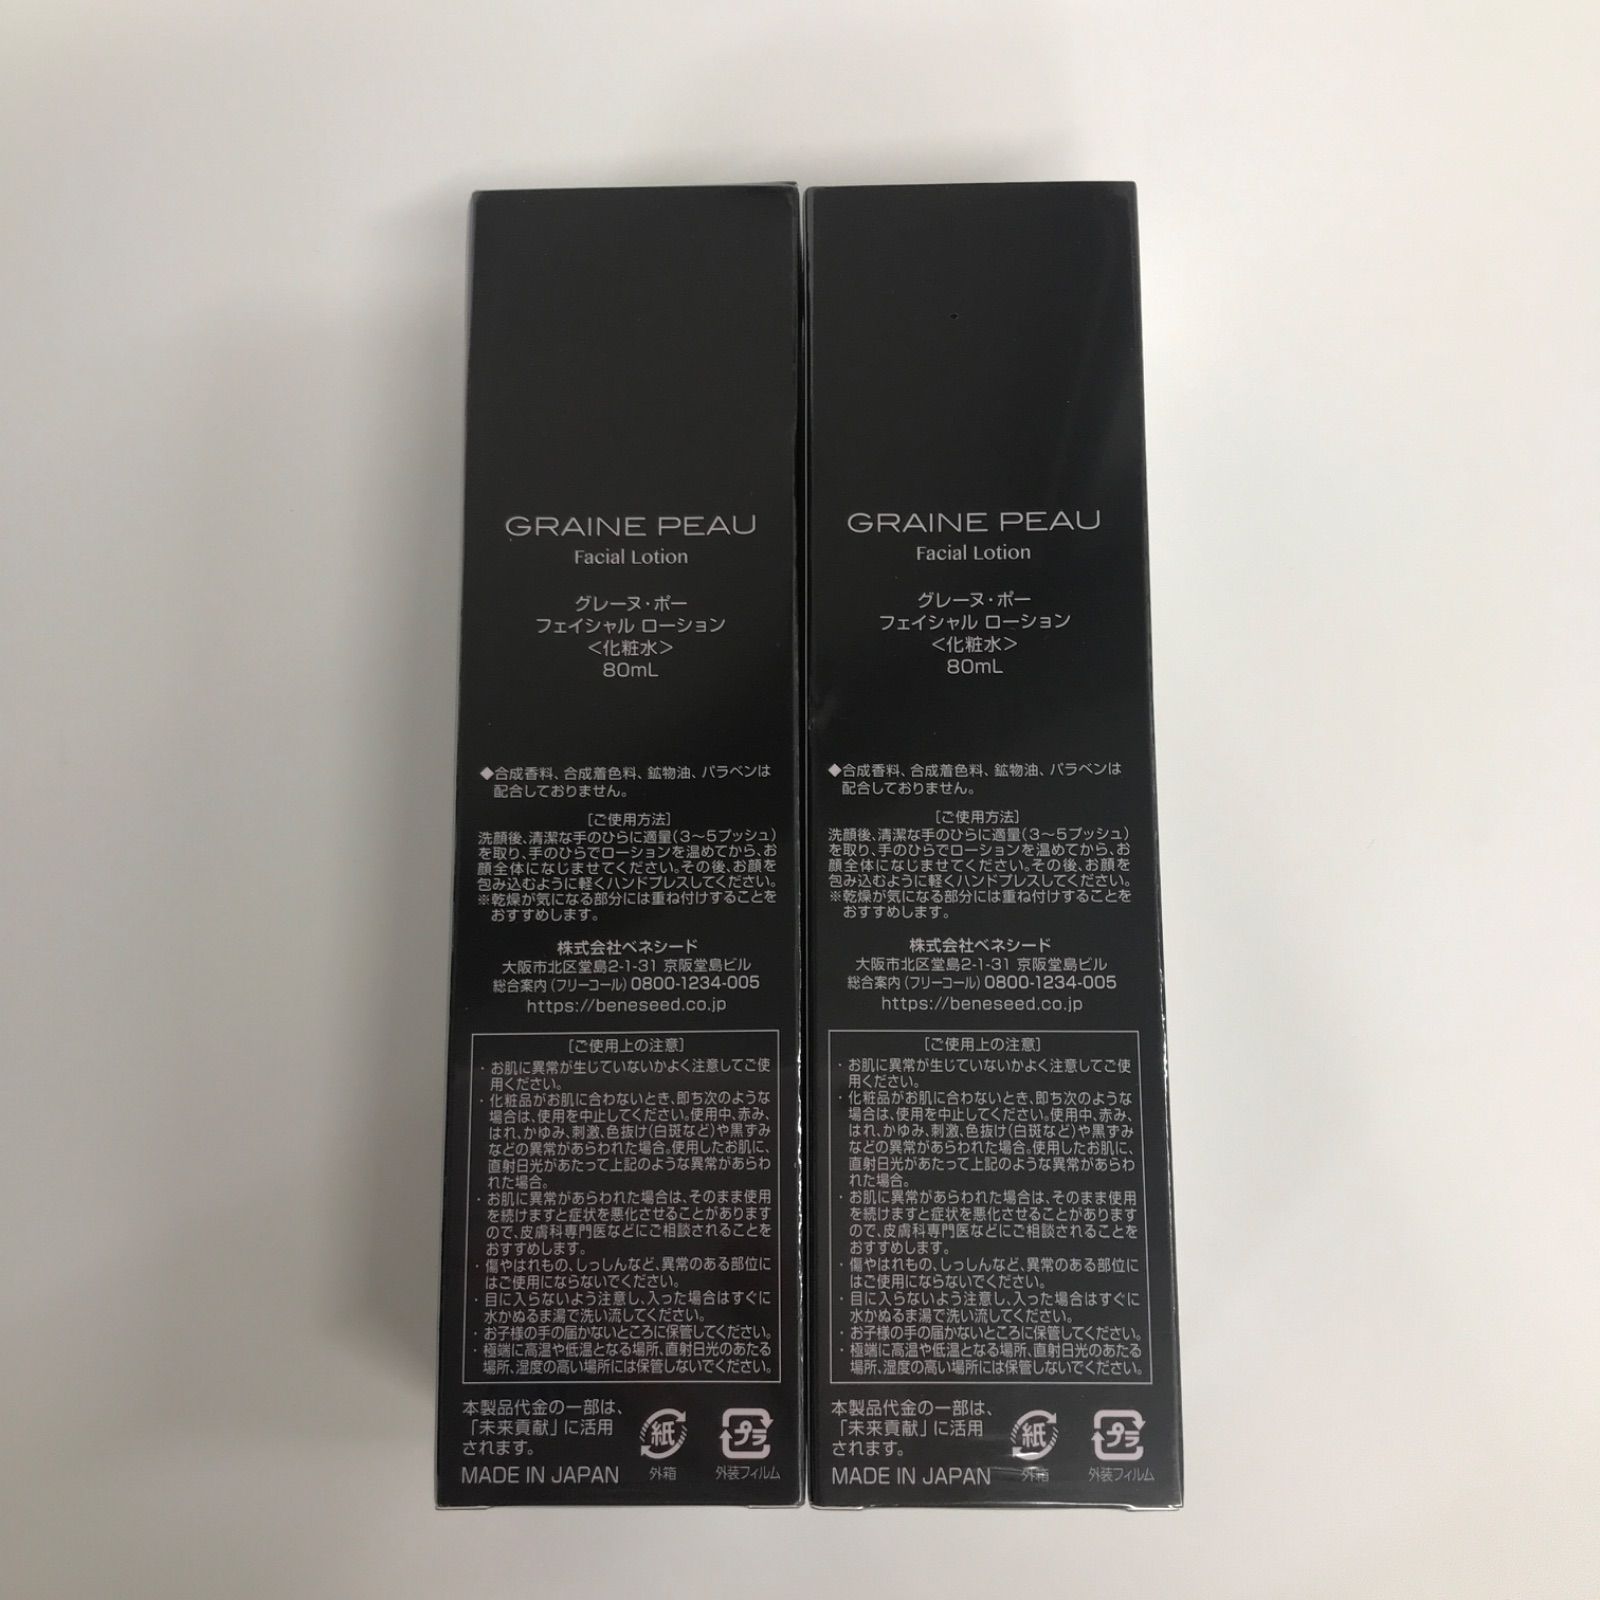 GRAINE PEAU
Facial Lotion
グレーヌ・ポー
フェイシャル ローション
＜化粧水＞
80mL
◆合成香料、合成着色料、鉱物油、パラベンは
配合しておりません。
［ご使用方法］
洗顔後、清潔な手のひらに適量（3～5プッシュ）
を取り、手のひらでローションを温めてから、お
顔全体になじませてください。その後、お顔を
包み込むように軽くハンドプレスしてください。
※乾燥が気になる部分には重ね付けすることを
おすすめします。
株式会社ベネシード
大阪市北区堂島2-1-31 京阪堂島ビル
総合案内（フリーコール）0800-1234-005
https://beneseed.co.jp
［ご使用上の注意］
・お肌に異常が生じていないかよく注意してご使
用ください。
・化粧品がお肌に合わないとき、即ち次のような
場合は、使用を中止してください。使用中、赤み、
はれ、かゆみ、刺激、色抜け（白斑など）や黒ずみ
などの異常があらわれた場合。使用したお肌に、
直射日光があたって上記のような異常があらわ
れた場合。
・お肌に異常があらわれた場合は、そのまま使用
を続けますと症状を悪化させることがあります
ので、皮膚科専門医などにご相談されることを
おすすめします。
・傷やはれもの、しっしんなど、異常のある部位に
はご使用にならないでください。
・目に入らないよう注意し、入った場合はすぐに
水かぬるま湯で洗い流してください。
・お子様の手の届かないところに保管してください。
・極端に高温や低温となる場所、直射日光のあたる
場所、湿度の高い場所には保管しないでください。
本製品代金の一部は、
「未来貢献」に活用
されます。
MADE IN JAPAN
紙
外箱
プラ
外装フィルム
GRAINE PEAU
Facial Lotion
グレーヌ・ポー
フェイシャル ローション
＜化粧水＞
80mL
◆合成香料、合成着色料、鉱物油、パラベンは
配合しておりません。
［ご使用方法］
洗顔後、清潔な手のひらに適量（3～5プッシュ）
を取り、手のひらでローションを温めてから、お
顔全体になじませてください。その後、お顔を
包み込むように軽くハンドプレスしてください。
※乾燥が気になる部分には重ね付けすることを
おすすめします。
株式会社ベネシード
大阪市北区堂島2-1-31 京阪堂島ビル
総合案内（フリーコール）0800-1234-005
https://beneseed.co.jp
［ご使用上の注意］
・お肌に異常が生じていないかよく注意してご使
用ください。
・化粧品がお肌に合わないとき、即ち次のような
場合は、使用を中止してください。使用中、赤み、
はれ、かゆみ、刺激、色抜け（白斑など）や黒ずみ
などの異常があらわれた場合。使用したお肌に、
直射日光があたって上記のような異常があらわ
れた場合。
・お肌に異常があらわれた場合は、そのまま使用
を続けますと症状を悪化させることがあります
ので、皮膚科専門医などにご相談されることを
おすすめします。
・傷やはれもの、しっしんなど、異常のある部位に
はご使用にならないでください。
・目に入らないよう注意し、入った場合はすぐに
水かぬるま湯で洗い流してください。
・お子様の手の届かないところに保管してください。
・極端に高温や低温となる場所、直射日光のあたる
場所、湿度の高い場所には保管しないでください。
本製品代金の一部は、
「未来貢献」に活用
されます。
MADE IN JAPAN
紙
外箱
プラ
外装フィルム